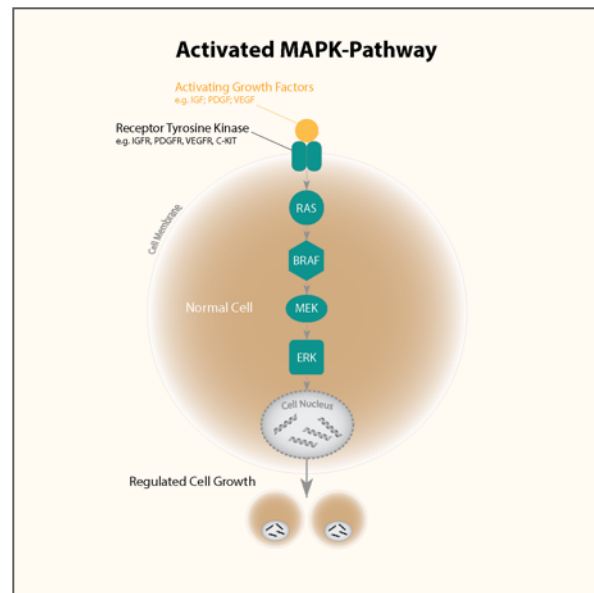 Activated MAPK-Pathway
Activating Growth Factors
e.g. IGF; PDGF; VEGF
Receptor Tyrosine Kinase
e.g. IGFR, PDGFR, VEGFR, C-KIT
Cell Membrane
RAS
BRAF
Normal Cell
MEK
ERK
Cell Nucleus
Regulated Cell Growth